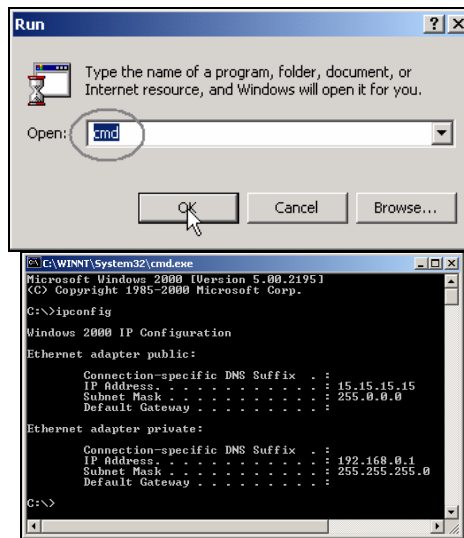 Run
Type the name of a program, folder, document, or
Internet resource, and Windows will open it for you.
Open: cmd
OK Cancel Browse...
C:\WINNT\System32\cmd.exe
Microsoft Windows 2000 [Version 5.00.2195]
(C) Copyright 1985-2000 Microsoft Corp.
C:\>ipconfig
Windows 2000 IP Configuration
Ethernet adapter public:
Connection-specific DNS Suffix . :
IP Address. . . . . . . . . . . . : 15.15.15.15
Subnet Mask . . . . . . . . . . . : 255.0.0.0
Default Gateway . . . . . . . . . :
Ethernet adapter private:
Connection-specific DNS Suffix . :
IP Address. . . . . . . . . . . . : 192.168.0.1
Subnet Mask . . . . . . . . . . . : 255.255.255.0
Default Gateway . . . . . . . . . :
C:\>